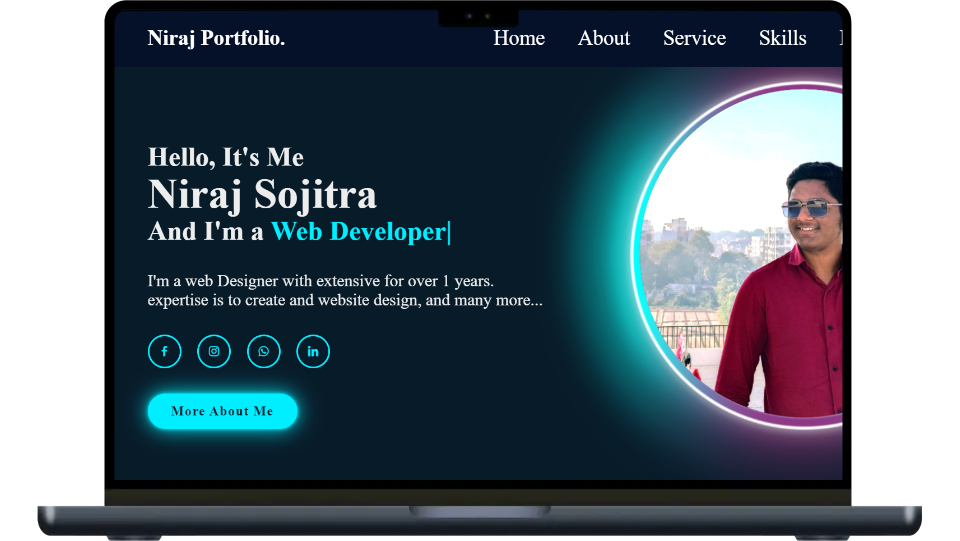 Niraj Portfolio.
Home About Service Skills
Hello, It's Me
Niraj Sojitra
And I'm a Web Developer|
I'm a web Designer with extensive for over 1 years.
expertise is to create and website design, and many more...
More About Me